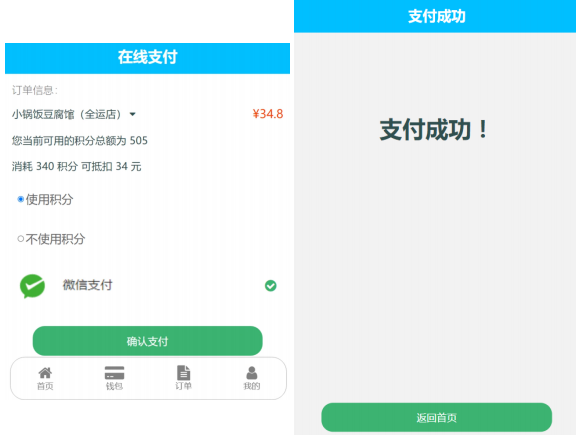 在线支付
订单信息:
小锅饭豆腐馆（全运店）
¥34.8
您当前可用的积分总额为 505
消耗 340 积分 可抵扣 34 元
使用积分
不使用积分
微信支付
确认支付
首页 钱包 订单 我的
支付成功
支付成功！
返回首页